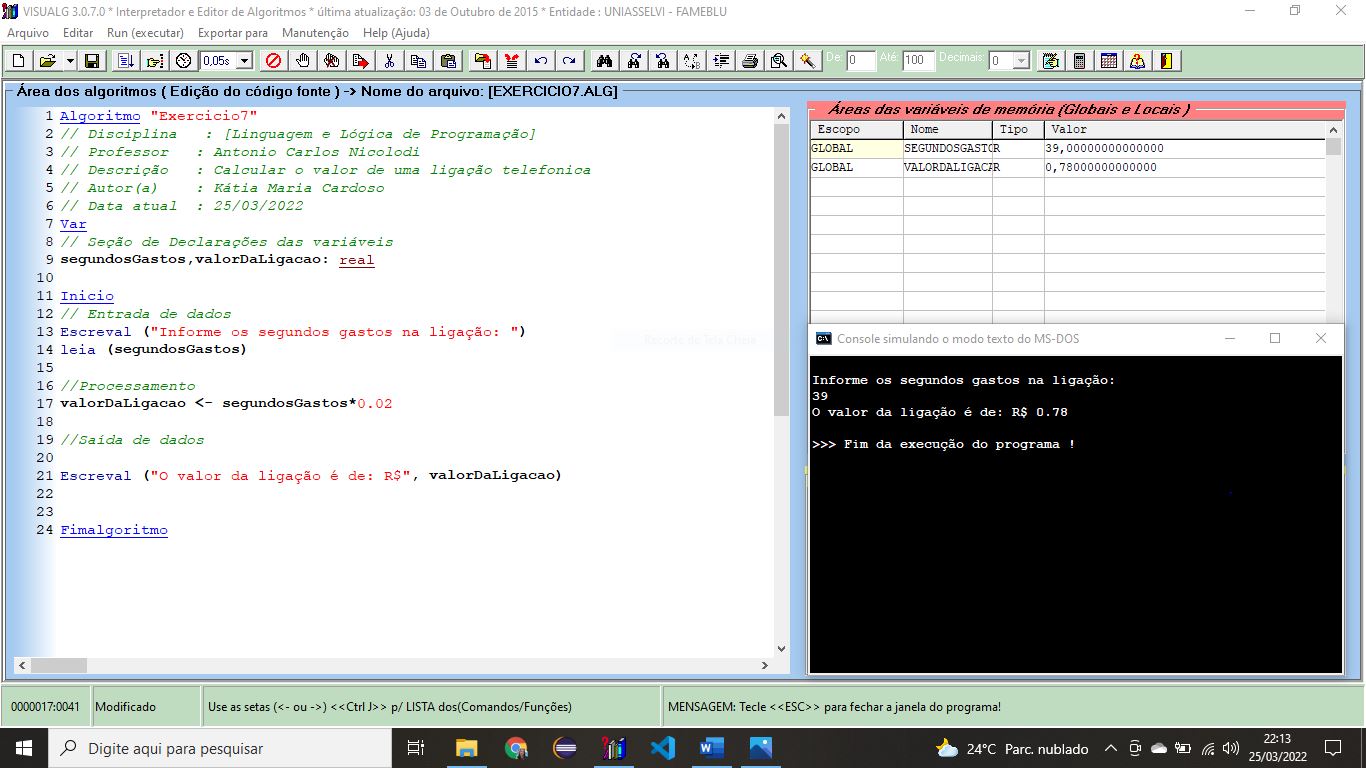 VISUALG 3.0.7.0 * Interpretador e Editor de Algoritmos * última atualização: 03 de Outubro de 2015 * Entidade : UNIASSELVI - FAMEBLU
Arquivo Editar Run (executar) Exportar para Manutenção Help (Ajuda)
0,05s De: 0 Até: 100 Decimais: 0
Área dos algoritmos ( Edição do código fonte ) -> Nome do arquivo: [EXERCICIO7.ALG]
1 Algoritmo "Exercicio7"
2 // Disciplina : [Linguagem e Lógica de Programação]
3 // Professor : Antonio Carlos Nicolodi
4 // Descrição : Calcular o valor de uma ligação telefonica
5 // Autor(a) : Kátia Maria Cardoso
6 // Data atual : 25/03/2022
7 Var
8 // Seção de Declarações das variáveis
9 segundosGastos,valorDaLigacao: real
10
11 Inicio
12 // Entrada de dados
13 Escreval ("Informe os segundos gastos na ligação: ")
14 leia (segundosGastos)
15
16 //Processamento
17 valorDaLigacao <- segundosGastos*0.02
18
19 //Saída de dados
20
21 Escreval ("O valor da ligação é de: R$", valorDaLigacao)
22
23
24 Fimalgoritmo
Recorte de Tela Cheia
Áreas das variáveis de memória (Globais e Locais )
Escopo Nome Tipo Valor
GLOBAL SEGUNDOSGASTO R 39,00000000000000
GLOBAL VALORDALIGACA R 0,78000000000000
Console simulando o modo texto do MS-DOS
Informe os segundos gastos na ligação:
39
O valor da ligação é de: R$ 0.78
>>> Fim da execução do programa !
0000017:0041 Modificado Use as setas (<- ou ->) <<Ctrl J>> p/ LISTA dos(Comandos/Funções) MENSAGEM: Tecle <<ESC>> para fechar a janela do programa!
Digite aqui para pesquisar
24°C Parc. nublado
22:13
25/03/2022